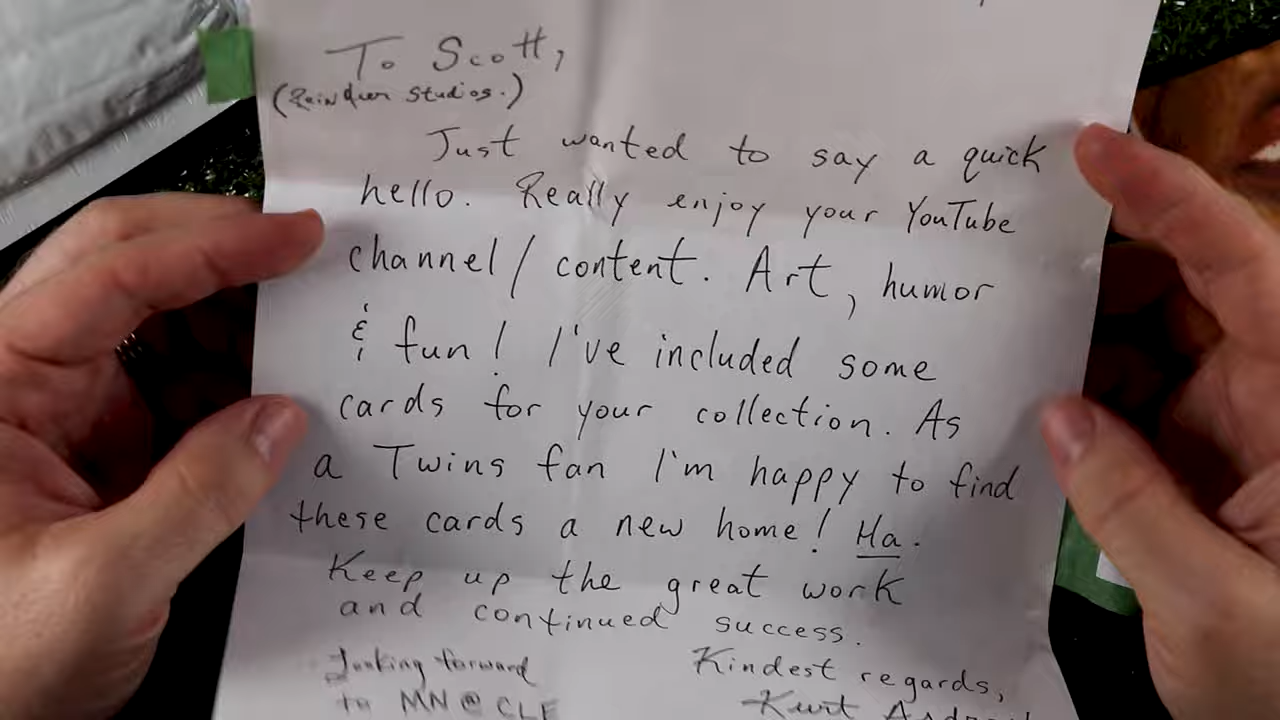 To Scott,
(Reindeer Studios.)
Just wanted to say a quick
hello. Really enjoy your YouTube
channel/content. Art, humor
& fun! I've included some
cards for your collection. As
a Twins fan I'm happy to find
these cards a new home! Ha.
Keep up the great work
and continued success.
Looking forward
to MN @ CLE
Kindest regards,
Kurt